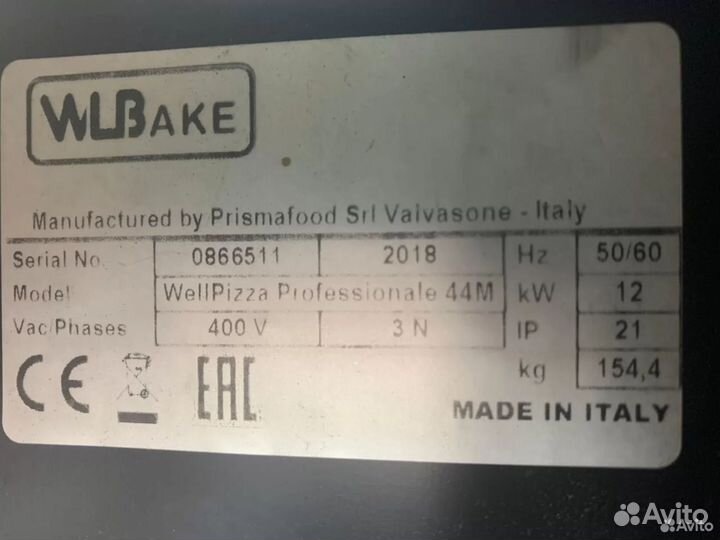 WLBAKE
Manufactured by Prismafood Srl Valvasone - Italy
Serial No. 0866511 2018 Hz 50/60
Model WellPizza Professionale 44M kW 12
Vac/Phases 400 V 3 N IP 21
kg 154,4
CE EAC
MADE IN ITALY
Avito
Avito